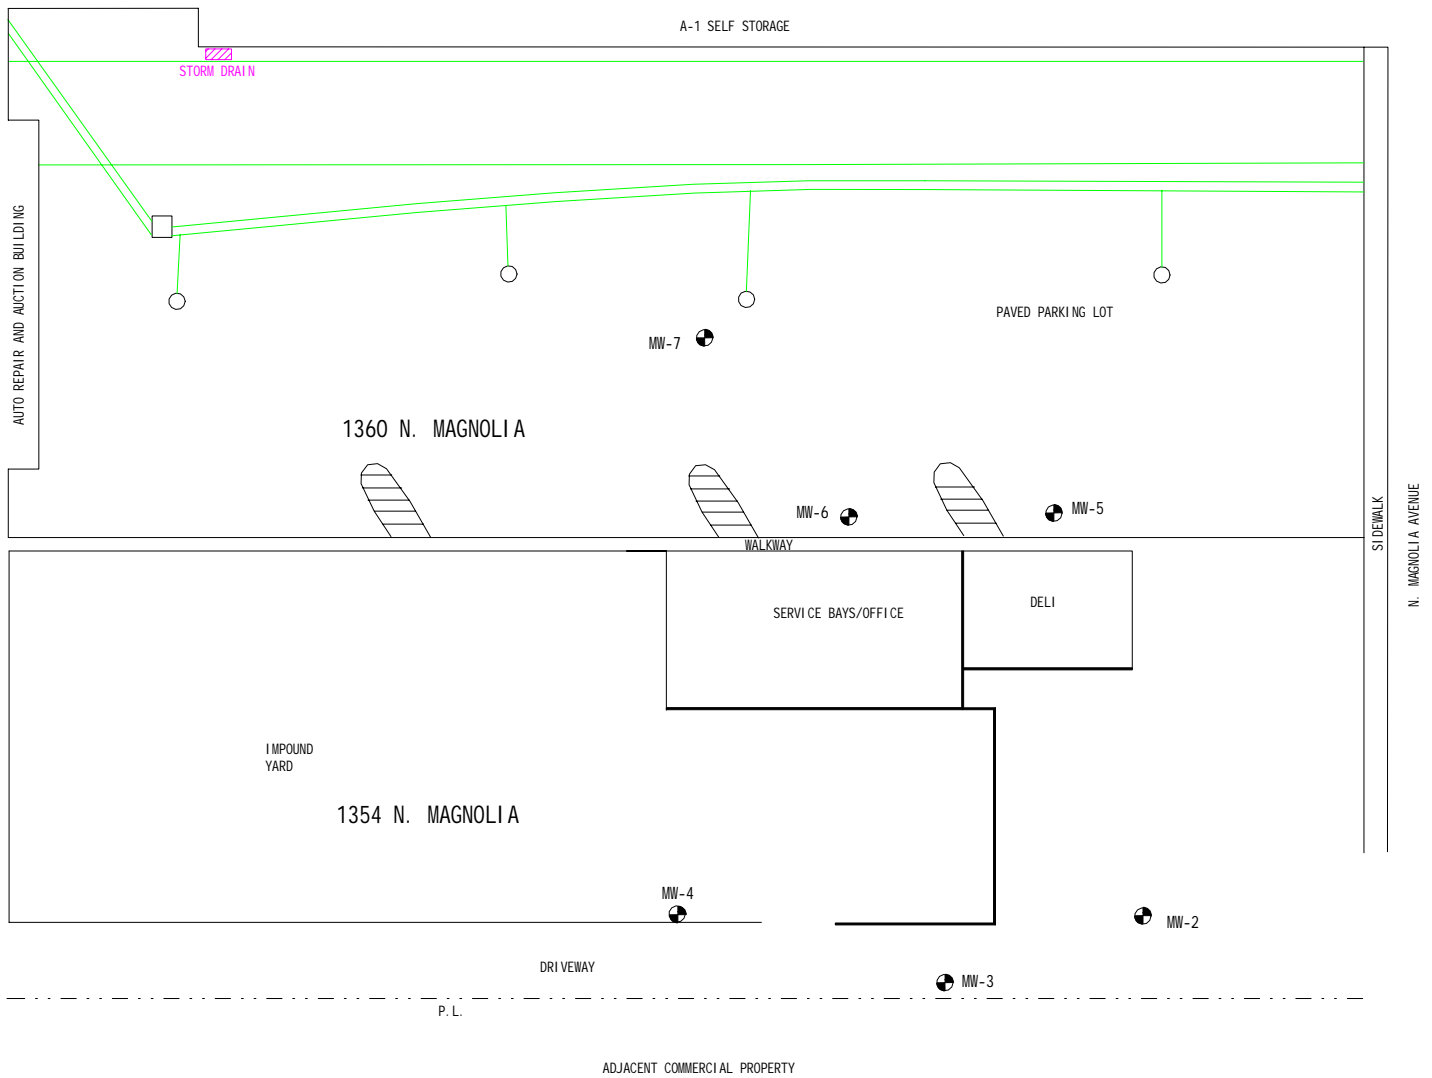 A-1 SELF STORAGE
STORM DRAIN
AUTO REPAIR AND AUCTION BUILDING
PAVED PARKING LOT
MW-7
1360 N. MAGNOLIA
MW-6
MW-5
SIDEWALK
N. MAGNOLIA AVENUE
WALKWAY
SERVICE BAYS/OFFICE
DELI
IMPOUND
YARD
1354 N. MAGNOLIA
MW-4
MW-2
DRIVEWAY
MW-3
P.L.
ADJACENT COMMERCIAL PROPERTY